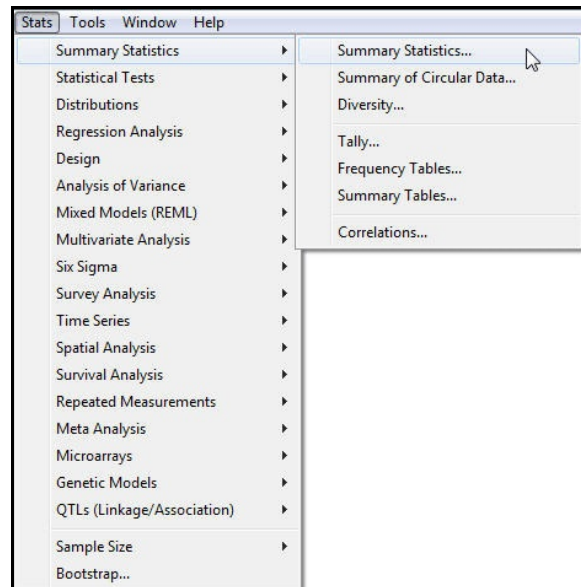 Stats Tools Window Help
Summary Statistics
Statistical Tests
Distributions
Regression Analysis
Design
Analysis of Variance
Mixed Models (REML)
Multivariate Analysis
Six Sigma
Survey Analysis
Time Series
Spatial Analysis
Survival Analysis
Repeated Measurements
Meta Analysis
Microarrays
Genetic Models
QTLs (Linkage/Association)
Sample Size
Bootstrap...
Summary Statistics...
Summary of Circular Data...
Diversity...
Tally...
Frequency Tables...
Summary Tables...
Correlations...